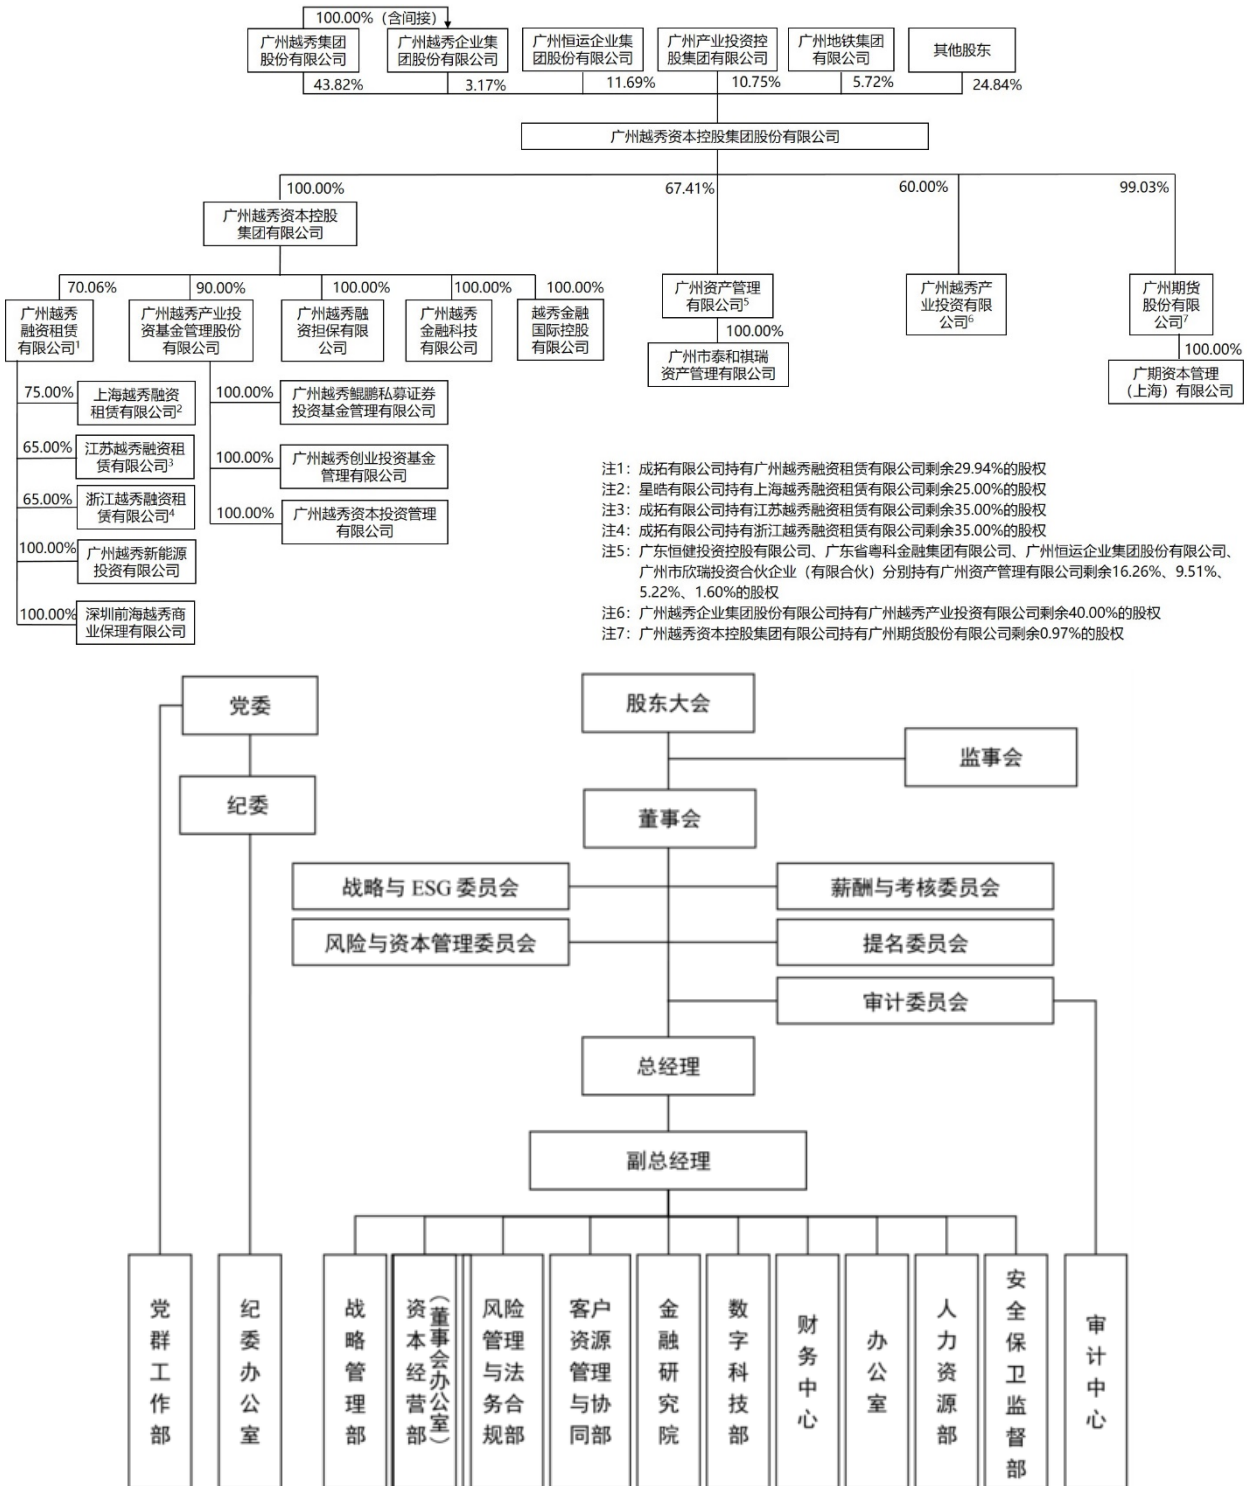 100.00%（含间接）
广州越秀集团
股份有限公司
广州越秀企业集
团股份有限公司
广州恒运企业集
团股份有限公司
广州产业投资控
股集团有限公司
广州地铁集团
有限公司
其他股东
43.82%
3.17%
11.69%
10.75%
5.72%
24.84%
广州越秀资本控股集团股份有限公司
100.00%
67.41%
60.00%
99.03%
广州越秀资本控股
集团有限公司
70.06%
90.00%
100.00%
100.00%
100.00%
广州越秀
融资租赁
有限公司1
广州越秀产业投
资基金管理股份
有限公司
广州越秀融
资担保有限
公司
广州越秀
金融科技
有限公司
越秀金融
国际控股
有限公司
广州资产管理
有限公司5
广州越秀产
业投资有限
公司6
广州期货
股份有限
公司7
100.00%
广州市泰和祺瑞
资产管理有限公司
100.00%
广期资本管理
（上海）有限公司
75.00%
上海越秀融资
租赁有限公司2
65.00%
江苏越秀融资租
赁有限公司3
65.00%
浙江越秀融资租
赁有限公司4
100.00%
广州越秀新能源
投资有限公司
100.00%
深圳前海越秀商
业保理有限公司
100.00%
广州越秀鲲鹏私募证券
投资基金管理有限公司
100.00%
广州越秀创业投资基金
管理有限公司
100.00%
广州越秀资本投资管理
有限公司
注1：成拓有限公司持有广州越秀融资租赁有限公司剩余29.94%的股权
注2：星皓有限公司持有上海越秀融资租赁有限公司剩余25.00%的股权
注3：成拓有限公司持有江苏越秀融资租赁有限公司剩余35.00%的股权
注4：成拓有限公司持有浙江越秀融资租赁有限公司剩余35.00%的股权
注5：广东恒健投资控股有限公司、广东省粤科金融集团有限公司、广州恒运企业集团股份有限公司、
广州市欣瑞投资合伙企业（有限合伙）分别持有广州资产管理有限公司剩余16.26%、9.51%、
5.22%、1.60%的股权
注6：广州越秀企业集团股份有限公司持有广州越秀产业投资有限公司剩余40.00%的股权
注7：广州越秀资本控股集团有限公司持有广州期货股份有限公司剩余0.97%的股权
党委
纪委
股东大会
监事会
董事会
战略与 ESG 委员会
薪酬与考核委员会
风险与资本管理委员会
提名委员会
审计委员会
总经理
副总经理
党群工作部
纪委办公室
战略管理部
资本经营部
（董事会办公室）
风险管理与法务合规部
客户资源管理与协同部
金融研究院
数字科技部
财务中心
办公室
人力资源部
安全保卫监督部
审计中心